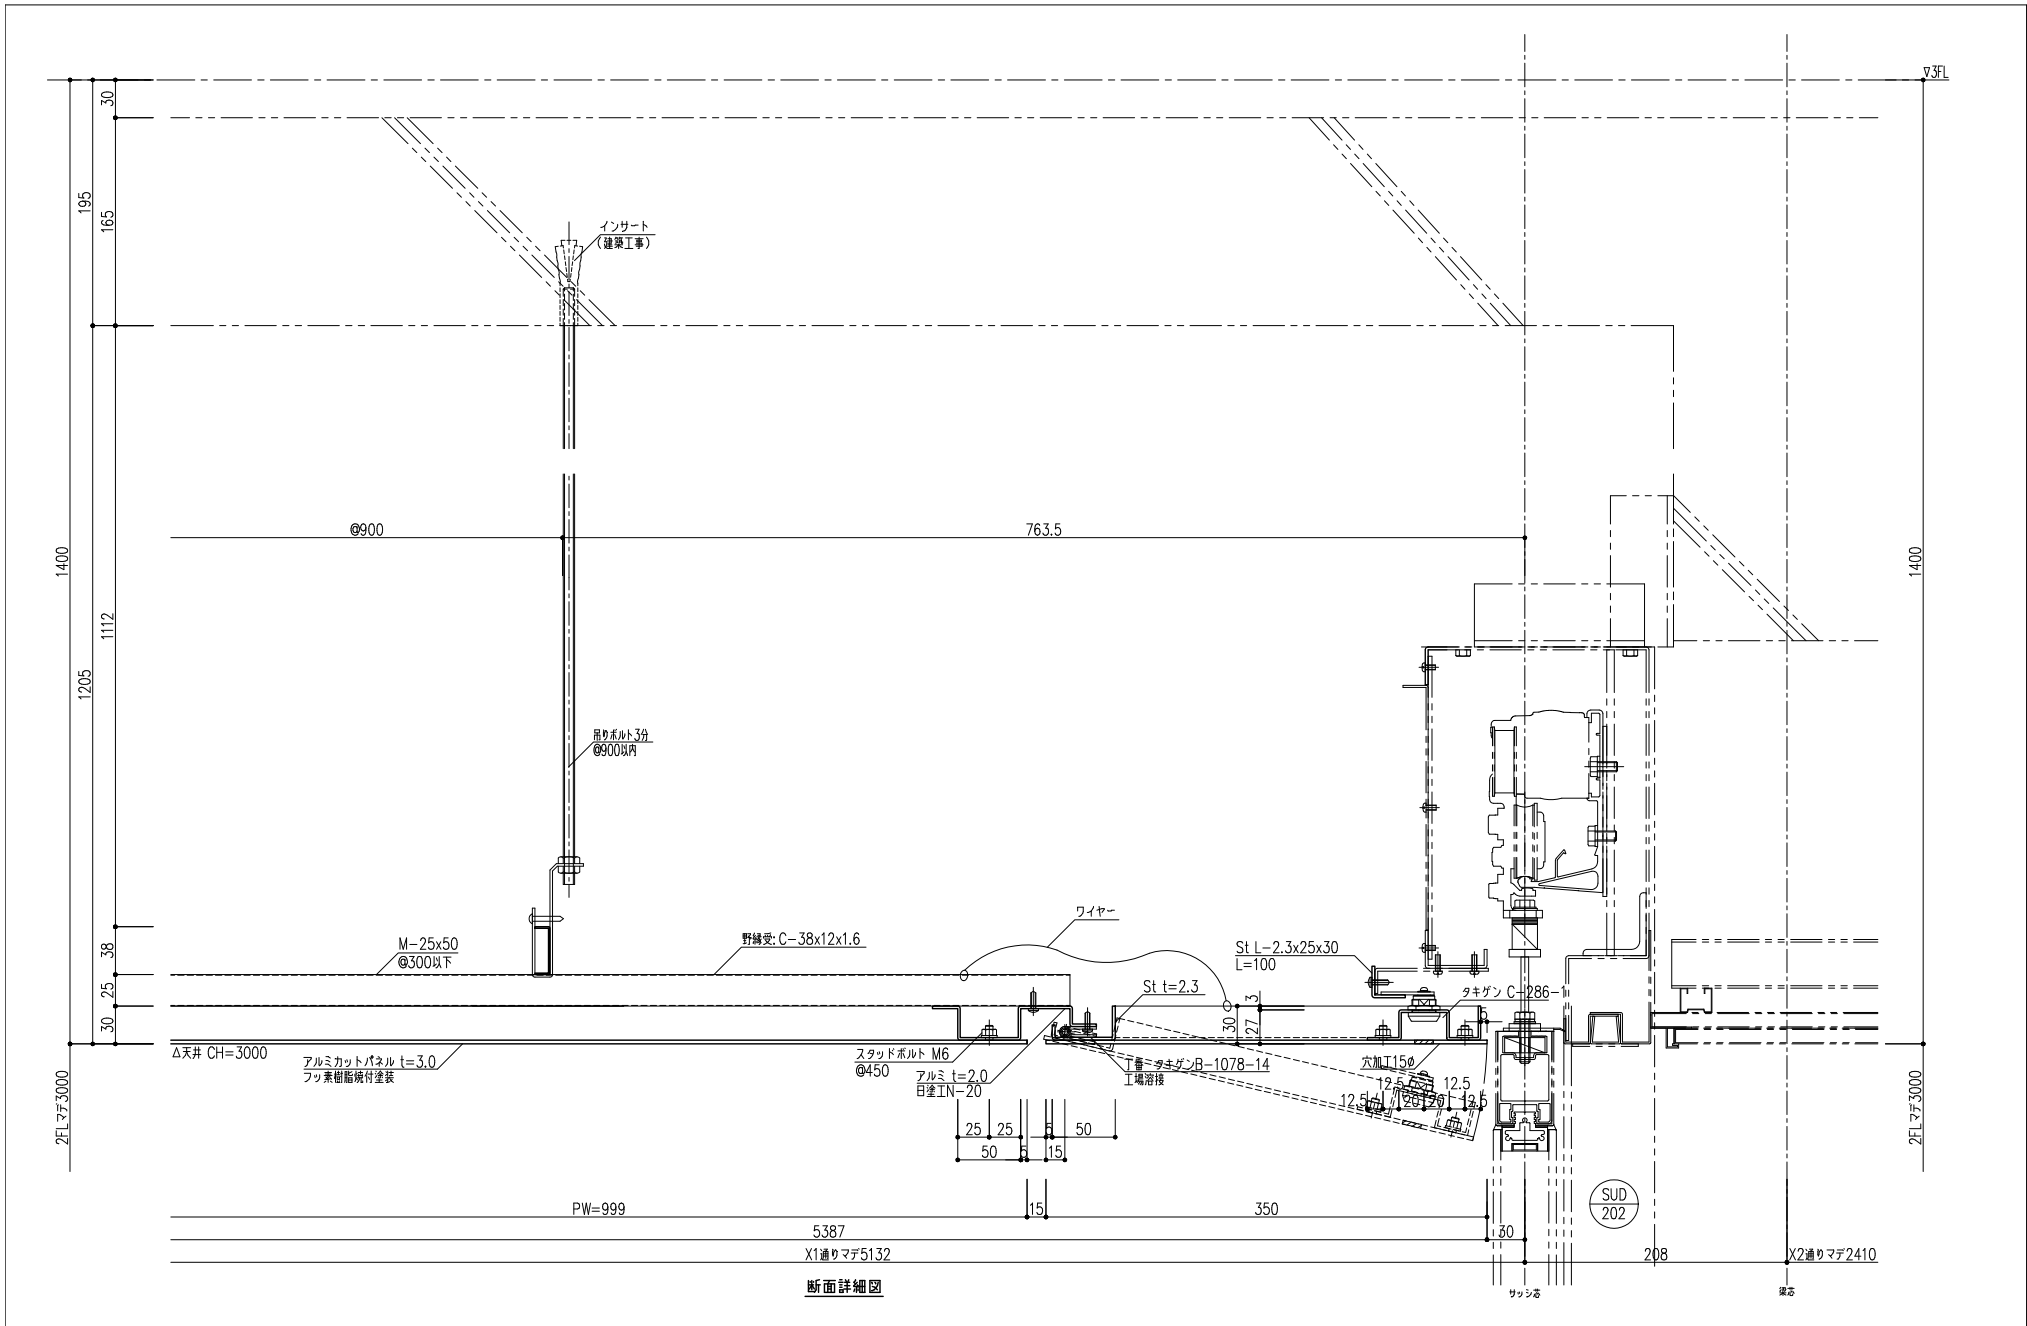 ▽3FL
30
195
165
インサート
(建築工事)
@900
763.5
1400
1400
1112
1205
吊りボルト3分
@900以内
ワイヤー
38
M-25x50
@300以下
野縁受: C-38x12x1.6
St L-2.3x25x30
L=100
25
St t=2.3
3
タキゲン C-286-1
30
30
27
5
△天井 CH=3000
アルミカットパネル t=3.0
フッ素樹脂焼付塗装
スタッドボルト M6
@450
アルミ t=2.0
日塗工N-20
丁番 タキゲンB-1078-14
工場溶接
穴加工15φ
12.5
12.5
12.5
20
20
12.5
2FLマデ3000
2FLマデ3000
25
25
5
50
50
5
15
SUD
202
PW=999
15
350
5387
30
X1通りマデ5132
208
X2通りマデ2410
断面詳細図
サッシ芯
梁芯